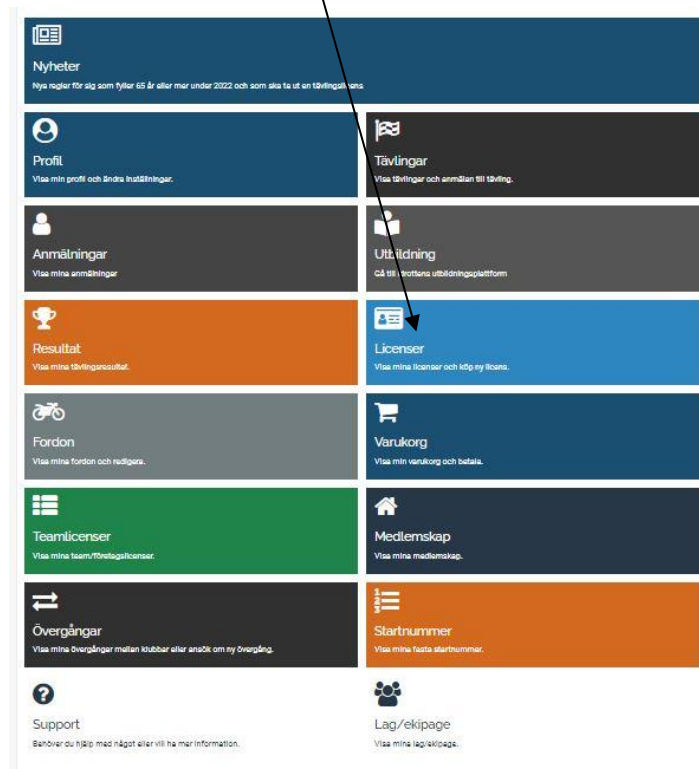 Nyheter
Nya regler för sig som fyller 65 år eller mer under 2022 och som ska ta ut en tävlingslicens
Profil
Visa min profil och ändra inställningar.
Tävlingar
Visa tävlingar och anmälan till tävling.
Anmälningar
Visa mina anmälningar
Utbildning
Gå till Idrottens utbildningsplattform
Resultat
Visa mina tävlingsresultat.
Licenser
Visa mina licenser och köp ny licens.
Fordon
Visa mina fordon och redigera.
Varukorg
Visa min varukorg och betala.
Teamlicenser
Visa mina team/företagslicenser.
Medlemskap
Visa mina medlemskap.
Övergångar
Visa mina övergångar mellan klubbar eller ansök om ny övergång.
Startnummer
Visa mina fasta startnummer.
Support
Behöver du hjälp med något eller vill ha mer information.
Lag/ekipage
Visa mina lag/ekipage.